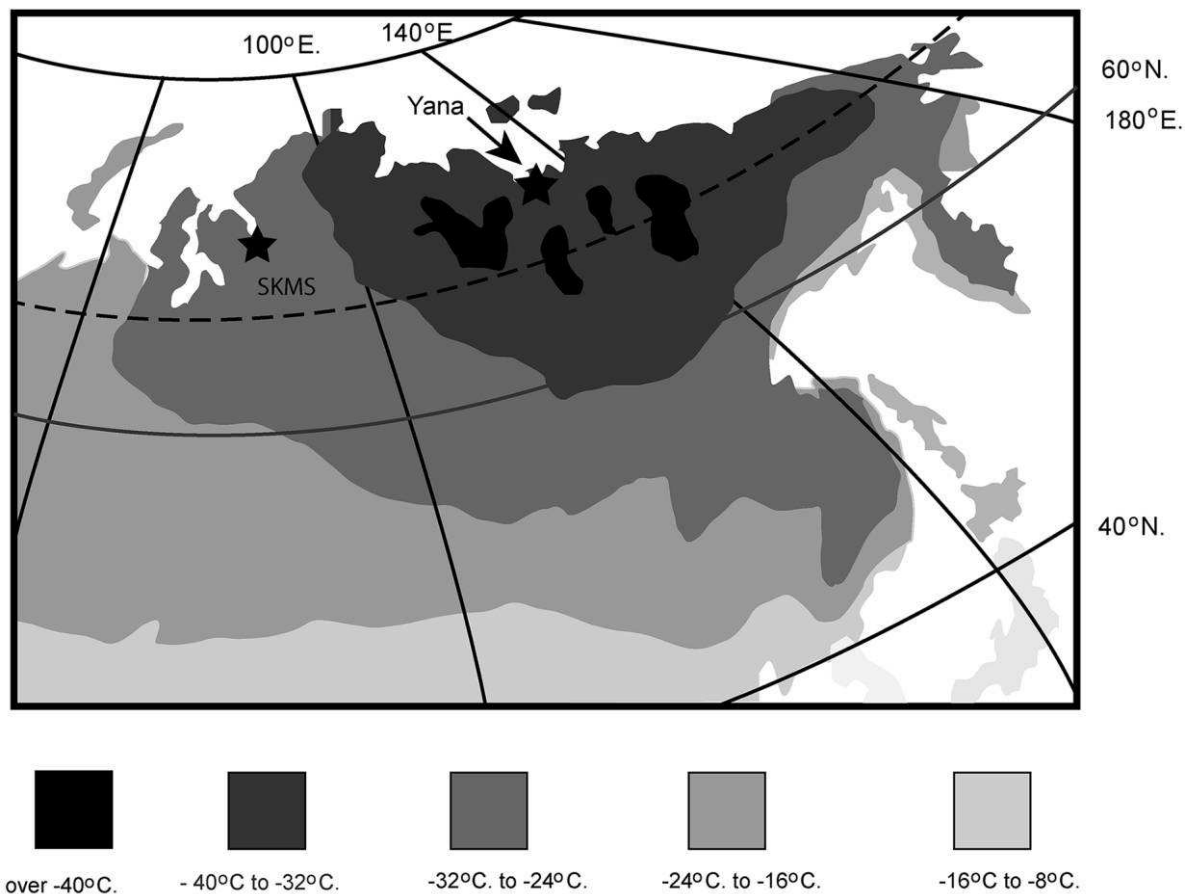 100°E.
140°E.
60°N.
Yana
180°E.
SKMS
40°N.
over -40°C.
- 40°C to -32°C.
-32°C. to -24°C.
-24°C. to -16°C.
-16°C to -8°C.